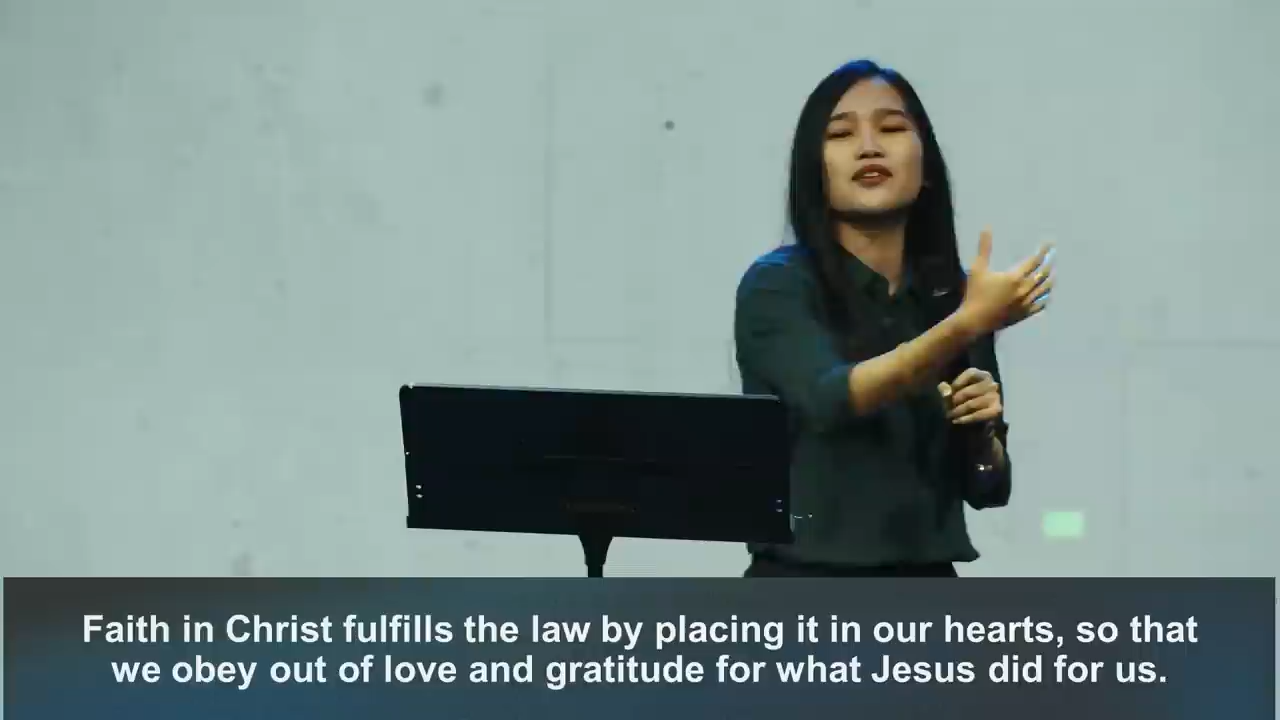 Faith in Christ fulfills the law by placing it in our hearts, so that
we obey out of love and gratitude for what Jesus did for us.